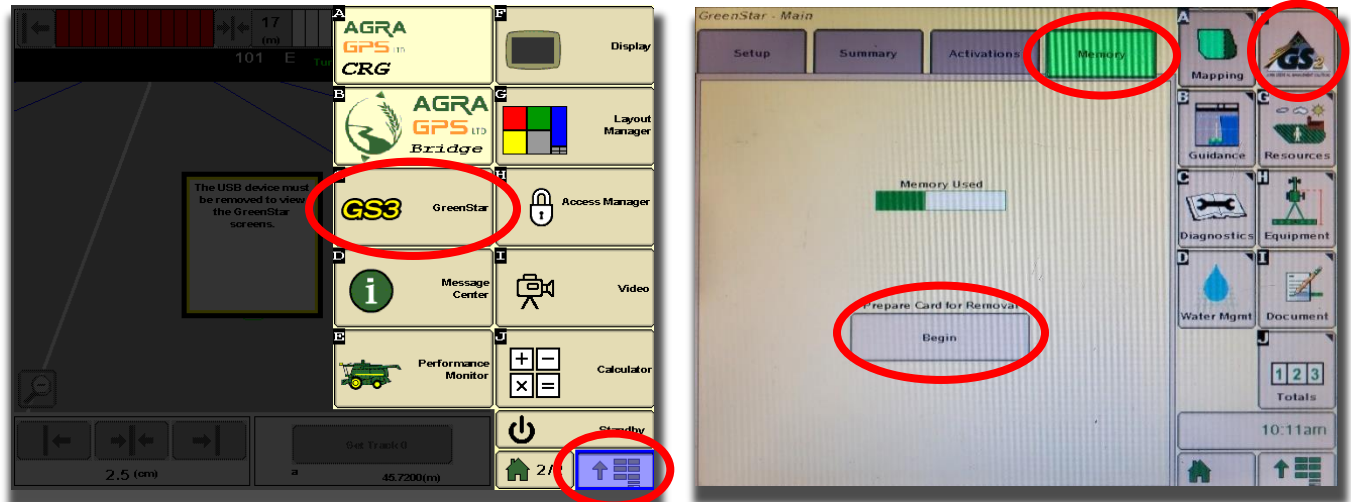 17
(m)
101 E
The USB device must
be removed to view
the GreenStar
screens.
Set Track 0
2.5 (cm)
a
45.7200(m)
A
AGRA
GPS LTD
CRG
B
AGRA
GPS LTD
Bridge
GS3
GreenStar
D
Message
Center
E
Performance
Monitor
F
Display
G
Layout
Manager
H
Access Manager
I
Video
J
Calculator
Standby
2/
GreenStar - Main
Setup
Summary
Activations
Memory
Memory Used
Prepare Card for Removal
Begin
A
Mapping
GS2
B
Guidance
G
Resources
C
Diagnostics
H
Equipment
D
Water Mgmt
I
Document
J
1 2 3
Totals
10:11am